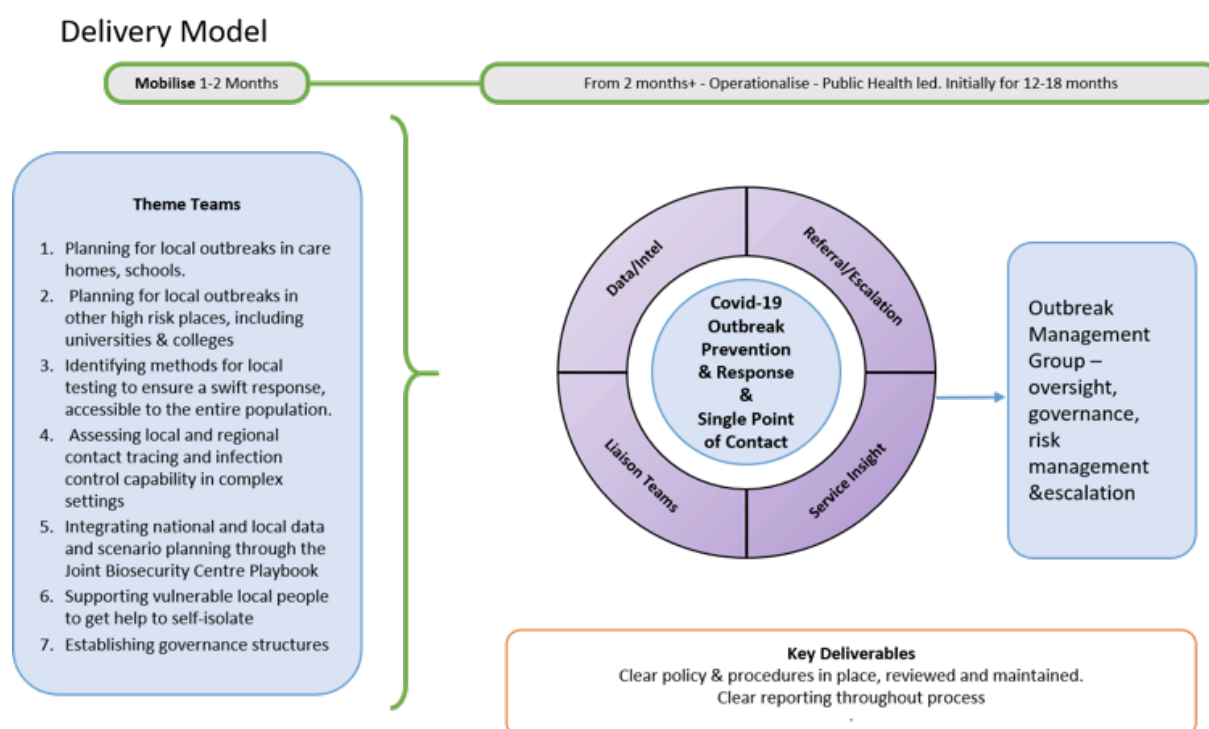 Delivery Model
Mobilise 1-2 Months
From 2 months+ - Operationalise - Public Health led. Initially for 12-18 months
Theme Teams
1. Planning for local outbreaks in care
homes, schools.
2. Planning for local outbreaks in
other high risk places, including
universities & colleges
3. Identifying methods for local
testing to ensure a swift response,
accessible to the entire population.
4. Assessing local and regional
contact tracing and infection
control capability in complex
settings
5. Integrating national and local data
and scenario planning through the
Joint Biosecurity Centre Playbook
6. Supporting vulnerable local people
to get help to self-isolate
7. Establishing governance structures
Data/Intel
Referral/Escalation
Liaison Teams
Service Insight
Covid-19
Outbreak
Prevention
& Response
&
Single Point
of Contact
Outbreak
Management
Group –
oversight,
governance,
risk
management
&escalation
Key Deliverables
Clear policy & procedures in place, reviewed and maintained.
Clear reporting throughout process
.